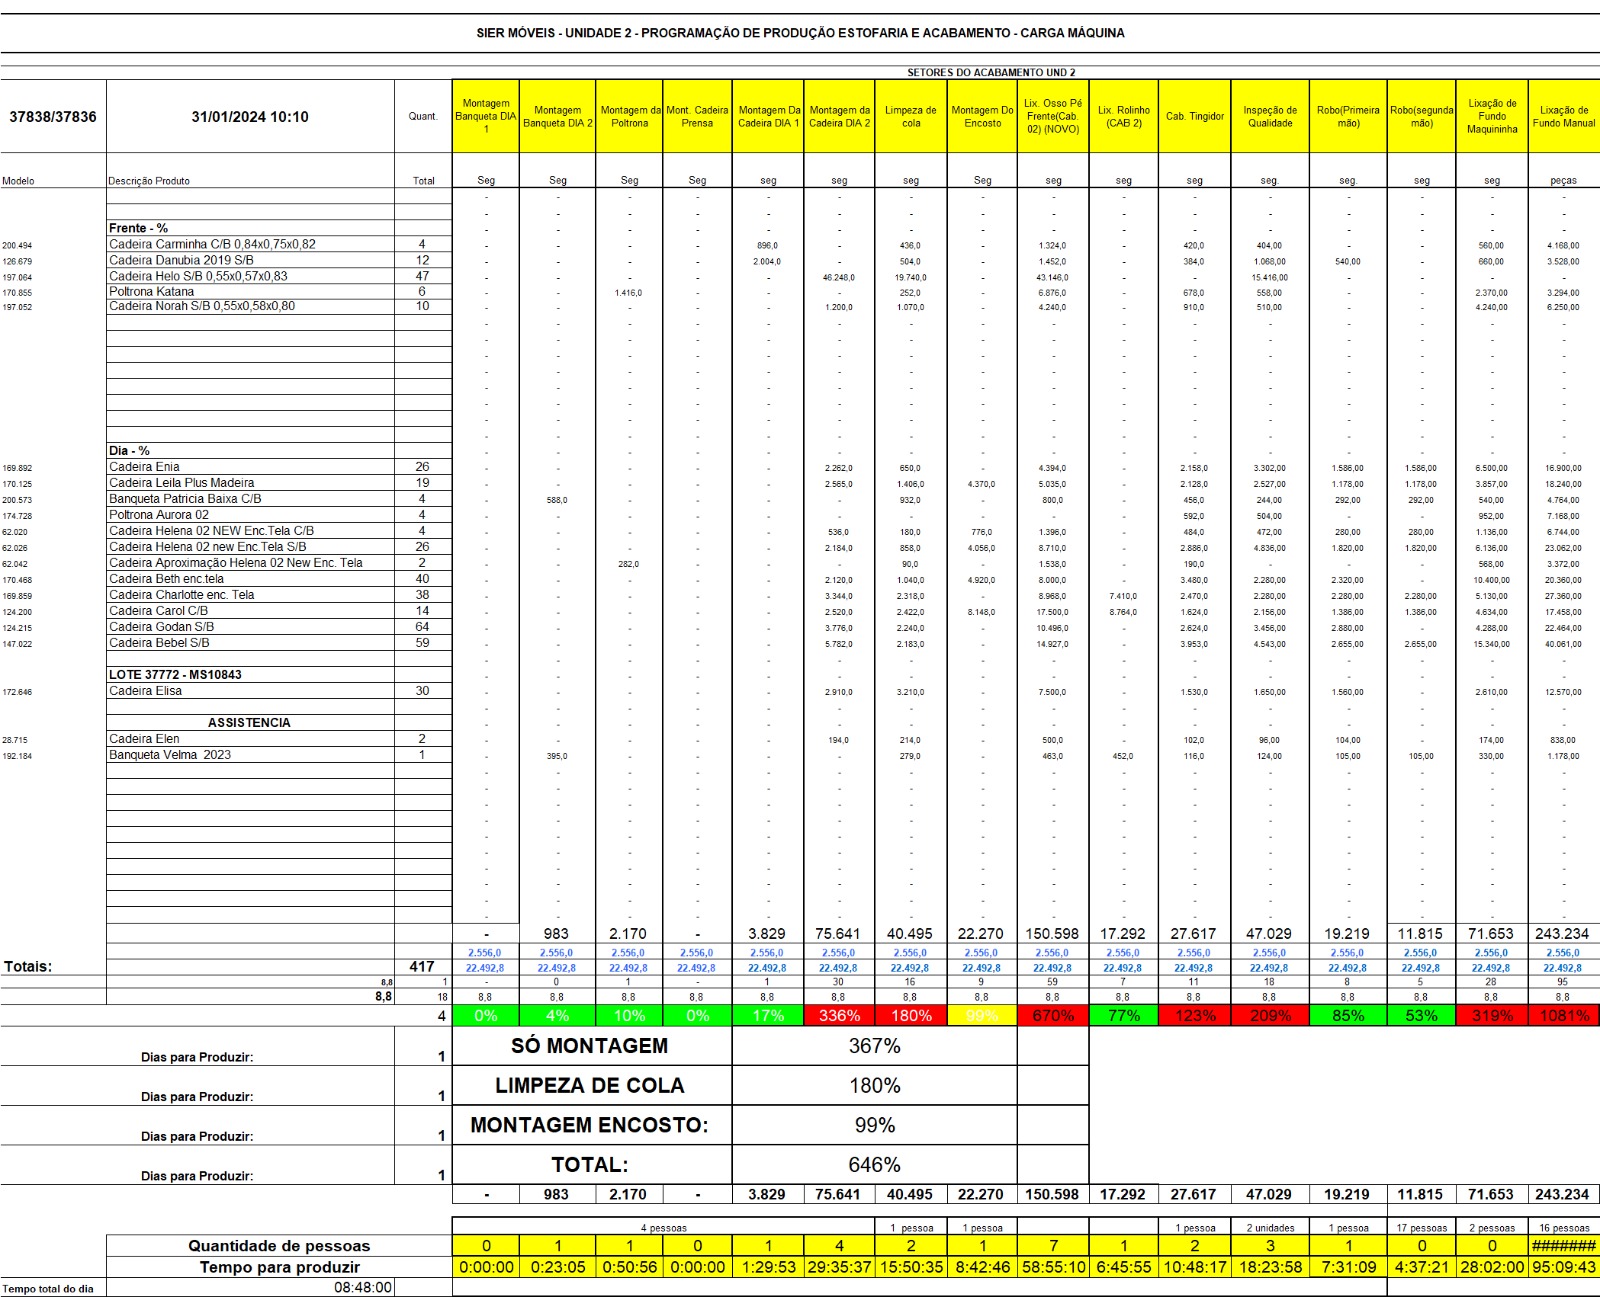 SIER MÓVEIS - UNIDADE 2 - PROGRAMAÇÃO DE PRODUÇÃO ESTOFARIA E ACABAMENTO - CARGA MÁQUINA
SETORES DO ACABAMENTO UND 2
37838/37836 31/01/2024 10:10 Quant. Montagem Banqueta DIA 1 Montagem Banqueta DIA 2 Montagem da Poltrona Mont. Cadeira Prensa Montagem Da Cadeira DIA 1 Montagem da Cadeira DIA 2 Limpeza de cola Montagem Do Encosto Lix. Osso Pé Frente(Cab. 02) (NOVO) Lix. Rolinho (CAB 2) Cab. Tingidor Inspeção de Qualidade Robo(Primeira mão) Robo(segunda mão) Lixação de Fundo Maquininha Lixação de Fundo Manual
Modelo Descrição Produto Total Seg Seg Seg Seg seg seg seg Seg seg seg seg seg. seg. seg seg peças
Frente - %
200.494 Cadeira Carminha C/B 0,84x0,75x0,82 4 - - - - 896,0 - 436,0 - 1.324,0 - 420,0 404,00 - - 560,00 4.168,00
126.679 Cadeira Danubia 2019 S/B 12 - - - - 2.004,0 - 504,0 - 1.452,0 - 384,0 1.068,00 540,00 - 660,00 3.528,00
197.064 Cadeira Helo S/B 0,55x0,57x0,83 47 - - - - - 46.248,0 19.740,0 - 43.146,0 - - 15.416,00 - - - -
170.855 Poltrona Katana 6 - - 1.416,0 - - - 252,0 - 6.876,0 - 678,0 558,00 - - 2.370,00 3.294,00
197.052 Cadeira Norah S/B 0,55x0,58x0,80 10 - - - - - 1.200,0 1.070,0 - 4.240,0 - 910,0 510,00 - - 4.240,00 6.250,00
Dia - %
169.892 Cadeira Enia 26 - - - - - 2.262,0 650,0 - 4.394,0 - 2.158,0 3.302,00 1.586,00 1.586,00 6.500,00 16.900,00
170.125 Cadeira Leila Plus Madeira 19 - - - - - 2.565,0 1.406,0 4.370,0 5.035,0 - 2.128,0 2.527,00 1.178,00 1.178,00 3.857,00 18.240,00
200.573 Banqueta Patricia Baixa C/B 4 - 588,0 - - - - 932,0 - 800,0 - 456,0 244,00 292,00 292,00 540,00 4.764,00
174.728 Poltrona Aurora 02 4 - - - - - - - - - - 592,0 504,00 - - 952,00 7.168,00
62.020 Cadeira Helena 02 NEW Enc.Tela C/B 4 - - - - - 536,0 180,0 776,0 1.396,0 - 484,0 472,00 280,00 280,00 1.136,00 6.744,00
62.026 Cadeira Helena 02 new Enc.Tela S/B 26 - - - - - 2.184,0 858,0 4.056,0 8.710,0 - 2.886,0 4.836,00 1.820,00 1.820,00 6.136,00 23.062,00
62.042 Cadeira Aproximação Helena 02 New Enc. Tela 2 - - 282,0 - - - 90,0 - 1.538,0 - 190,0 - - - 568,00 3.372,00
170.468 Cadeira Beth enc.tela 40 - - - - - 2.120,0 1.040,0 4.920,0 8.000,0 - 3.480,0 2.280,00 2.320,00 - 10.400,00 20.360,00
169.859 Cadeira Charlotte enc. Tela 38 - - - - - 3.344,0 2.318,0 - 8.968,0 7.410,0 2.470,0 2.280,00 2.280,00 2.280,00 5.130,00 27.360,00
124.200 Cadeira Carol C/B 14 - - - - - 2.520,0 2.422,0 8.148,0 17.500,0 8.764,0 1.624,0 2.156,00 1.386,00 1.386,00 4.634,00 17.458,00
124.215 Cadeira Godan S/B 64 - - - - - 3.776,0 2.240,0 - 10.496,0 - 2.624,0 3.456,00 2.880,00 - 4.288,00 22.464,00
147.022 Cadeira Bebel S/B 59 - - - - - 5.782,0 2.183,0 - 14.927,0 - 3.953,0 4.543,00 2.655,00 2.655,00 15.340,00 40.061,00
LOTE 37772 - MS10843
172.646 Cadeira Elisa 30 - - - - - 2.910,0 3.210,0 - 7.500,0 - 1.530,0 1.650,00 1.560,00 - 2.610,00 12.570,00
ASSISTENCIA
28.715 Cadeira Elen 2 - - - - - 194,0 214,0 - 500,0 - 102,0 96,00 104,00 - 174,00 838,00
192.184 Banqueta Velma 2023 1 - 395,0 - - - - 279,0 - 463,0 452,0 116,0 124,00 105,00 105,00 330,00 1.178,00
- 983 2.170 - 3.829 75.641 40.495 22.270 150.598 17.292 27.617 47.029 19.219 11.815 71.653 243.234
2.556,0 2.556,0 2.556,0 2.556,0 2.556,0 2.556,0 2.556,0 2.556,0 2.556,0 2.556,0 2.556,0 2.556,0 2.556,0 2.556,0 2.556,0 2.556,0
Totais: 417 22.492,8 22.492,8 22.492,8 22.492,8 22.492,8 22.492,8 22.492,8 22.492,8 22.492,8 22.492,8 22.492,8 22.492,8 22.492,8 22.492,8 22.492,8 22.492,8
8,8 1 - 0 1 - 1 30 16 9 59 7 11 18 8 5 28 95
8,8 18 8,8 8,8 8,8 8,8 8,8 8,8 8,8 8,8 8,8 8,8 8,8 8,8 8,8 8,8 8,8 8,8
4 0% 4% 10% 0% 17% 336% 180% 99% 670% 77% 123% 209% 85% 53% 319% 1081%
Dias para Produzir: 1 SÓ MONTAGEM 367%
Dias para Produzir: 1 LIMPEZA DE COLA 180%
Dias para Produzir: 1 MONTAGEM ENCOSTO: 99%
Dias para Produzir: 1 TOTAL: 646%
- 983 2.170 - 3.829 75.641 40.495 22.270 150.598 17.292 27.617 47.029 19.219 11.815 71.653 243.234
4 pessoas 1 pessoa 1 pessoa 1 pessoa 2 unidades 1 pessoa 17 pessoas 2 pessoas 16 pessoas
Quantidade de pessoas 0 1 1 0 1 4 2 1 7 1 2 3 1 0 0 #######
Tempo para produzir 0:00:00 0:23:05 0:50:56 0:00:00 1:29:53 29:35:37 15:50:35 8:42:46 58:55:10 6:45:55 10:48:17 18:23:58 7:31:09 4:37:21 28:02:00 95:09:43
Tempo total do dia 08:48:00